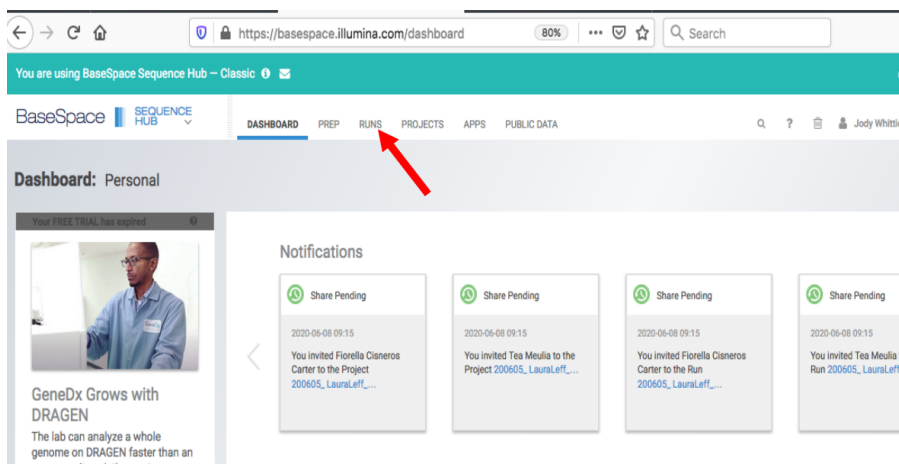 https://basespace.illumina.com/dashboard
80%
Search
You are using BaseSpace Sequence Hub – Classic
BaseSpace SEQUENCE HUB
DASHBOARD PREP RUNS PROJECTS APPS PUBLIC DATA ? Jody
Dashboard: Personal
Your FREE TRIAL has expired
GeneDx Grows with
DRAGEN
The lab can analyze a whole
genome on DRAGEN faster than an
Notifications
Share Pending
2020-06-08 09:15
You invited Fiorella Cisneros
Carter to the Project
200605_ LauraLeff_...
Share Pending
2020-06-08 09:15
You invited Tea Meulia to the
Project 200605_ LauraLeff_...
Share Pending
2020-06-08 09:15
You invited Fiorella Cisneros
Carter to the Run
200605_ LauraLeff_...
Share Pending
2020-06-08 09:15
You invited Tea Meulia
Run 200605_ LauraLeff_